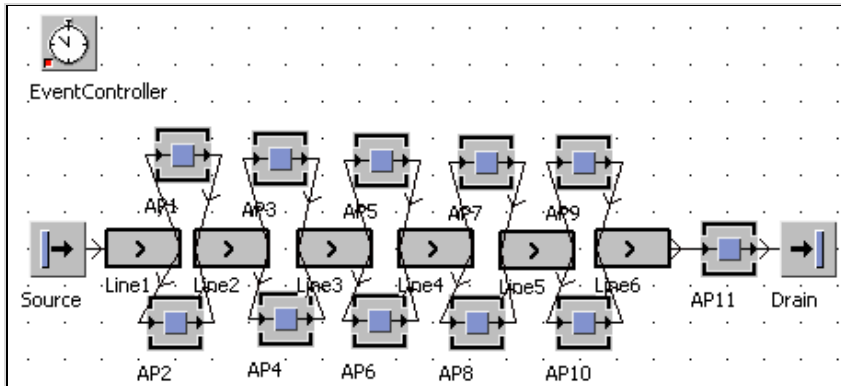 EventController
AP1 AP3 AP5 AP7 AP9
Source Line1 Line2 Line3 Line4 Line5 Line6 AP11 Drain
AP2 AP4 AP6 AP8 AP10